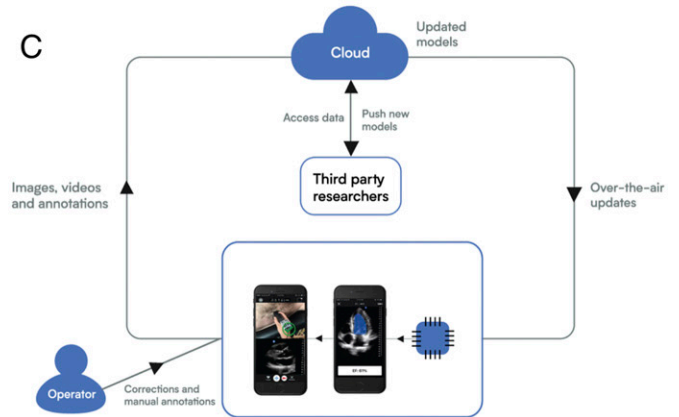 C
Cloud
Updated
models
Access data
Push new
models
Third party
researchers
Images, videos
and annotations
Over-the-air
updates
Operator
Corrections and
manual annotations